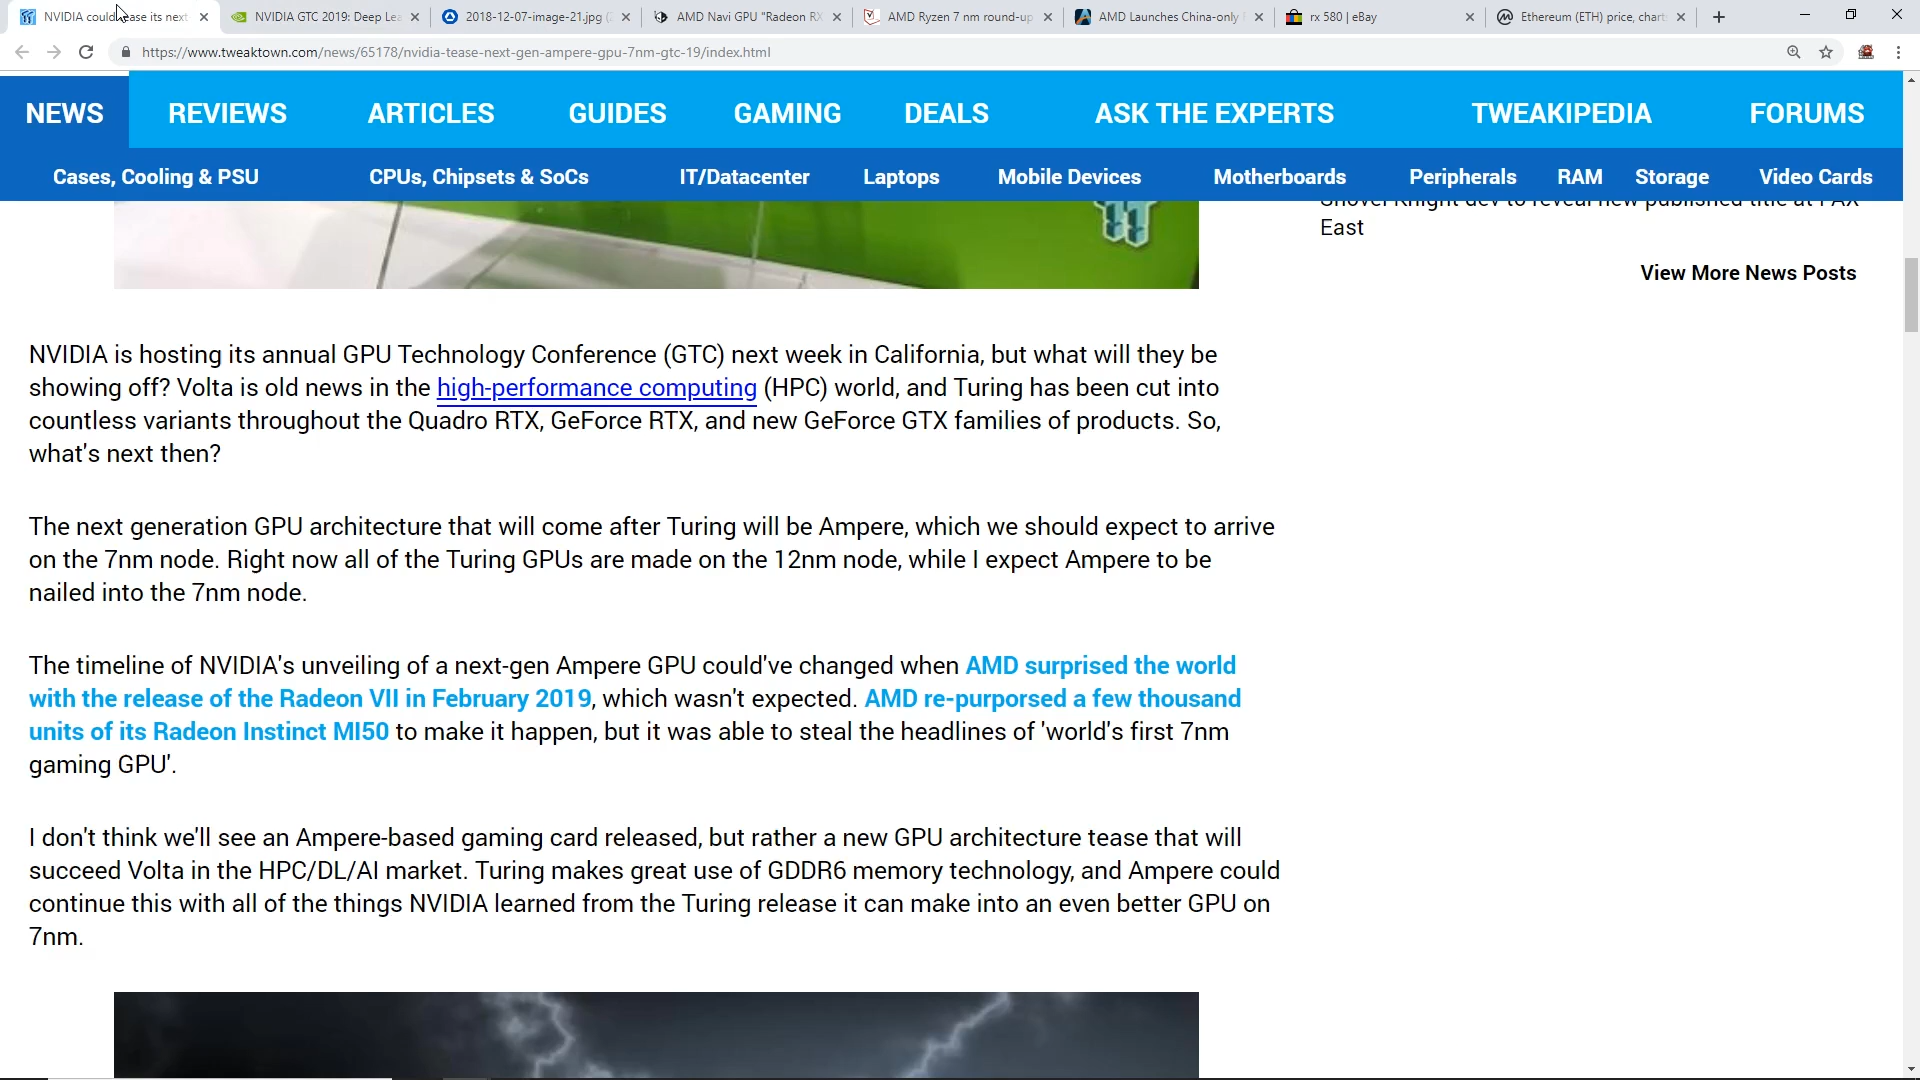 NVIDIA could ease its next
NVIDIA GTC 2019: Deep Lea
2018-12-07-image-21.jpg (
AMD Navi GPU "Radeon RX
AMD Ryzen 7 nm round-up
AMD Launches China-only
rx 580 | eBay
Ethereum (ETH) price, chart
https://www.tweaktown.com/news/65178/nvidia-tease-next-gen-ampere-gpu-7nm-gtc-19/index.html
NEWS REVIEWS ARTICLES GUIDES GAMING DEALS ASK THE EXPERTS TWEAKIPEDIA FORUMS
Cases, Cooling & PSU CPUs, Chipsets & SoCs IT/Datacenter Laptops Mobile Devices Motherboards Peripherals RAM Storage Video Cards
Shovel Knight dev to reveal new published title at PAX
East
View More News Posts
NVIDIA is hosting its annual GPU Technology Conference (GTC) next week in California, but what will they be
showing off? Volta is old news in the high-performance computing (HPC) world, and Turing has been cut into
countless variants throughout the Quadro RTX, GeForce RTX, and new GeForce GTX families of products. So,
what's next then?
The next generation GPU architecture that will come after Turing will be Ampere, which we should expect to arrive
on the 7nm node. Right now all of the Turing GPUs are made on the 12nm node, while I expect Ampere to be
nailed into the 7nm node.
The timeline of NVIDIA's unveiling of a next-gen Ampere GPU could've changed when AMD surprised the world
with the release of the Radeon VII in February 2019, which wasn't expected. AMD re-purporsed a few thousand
units of its Radeon Instinct MI50 to make it happen, but it was able to steal the headlines of 'world's first 7nm
gaming GPU'.
I don't think we'll see an Ampere-based gaming card released, but rather a new GPU architecture tease that will
succeed Volta in the HPC/DL/AI market. Turing makes great use of GDDR6 memory technology, and Ampere could
continue this with all of the things NVIDIA learned from the Turing release it can make into an even better GPU on
7nm.